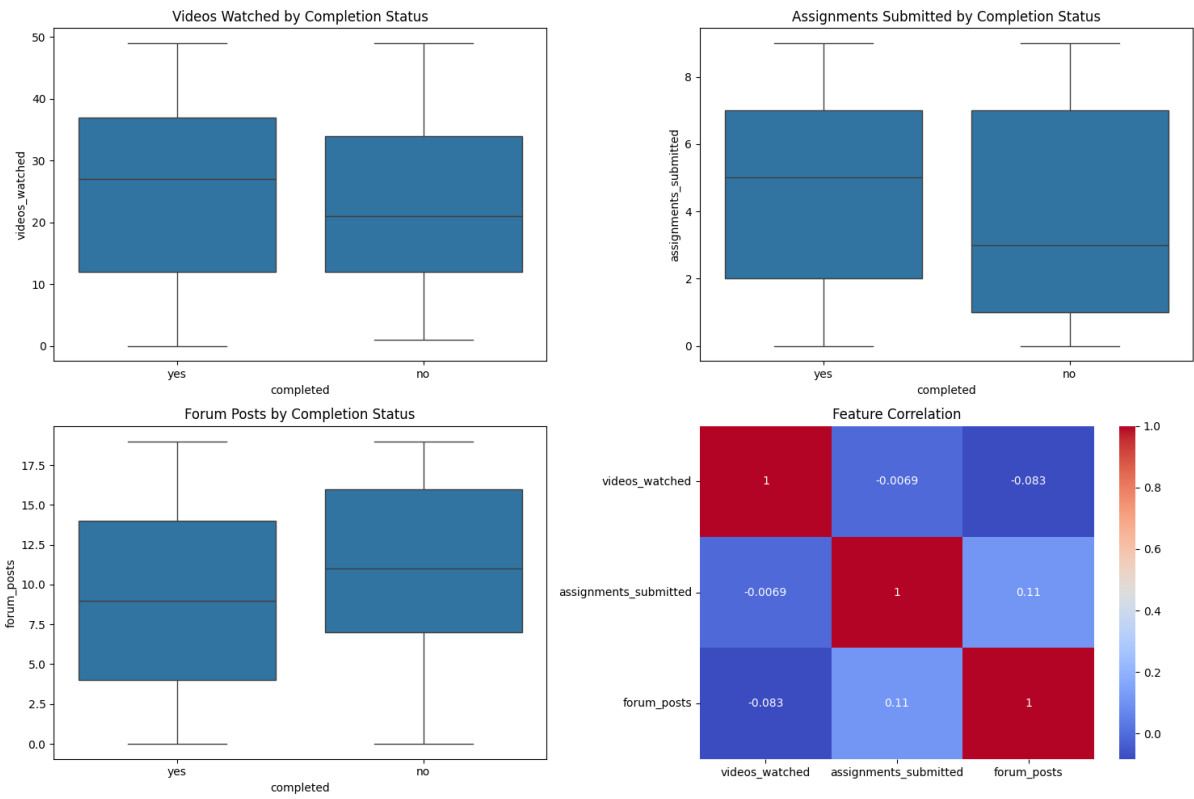 Videos Watched by Completion Status
50
40
30
20
10
0
videos_watched
yes
no
completed
Assignments Submitted by Completion Status
8
6
4
2
0
assignments_submitted
yes
no
completed
Forum Posts by Completion Status
17.5
15.0
12.5
10.0
7.5
5.0
2.5
0.0
forum_posts
yes
no
completed
Feature Correlation
videos_watched
1
-0.0069
-0.083
assignments_submitted
-0.0069
1
0.11
forum_posts
-0.083
0.11
1
videos_watched
assignments_submitted
forum_posts
1.0
0.8
0.6
0.4
0.2
0.0